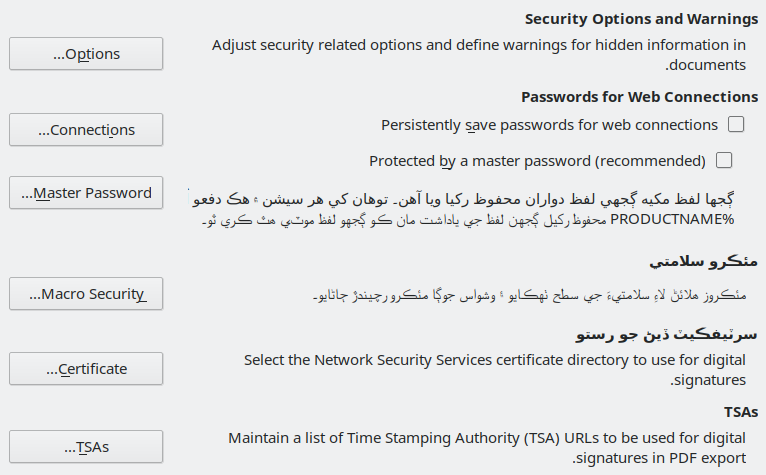 Security Options and Warnings
Adjust security related options and define warnings for hidden information in
documents.
Options...
Passwords for Web Connections
Persistently save passwords for web connections
Connections...
Protected by a master password (recommended)
Master Password...
ڳجها لفظ مکيه ڳجهي لفظ دواران محفوظ رکيا ويا آهن۔ توهان کي هر سيشن ۾ هڪ دفعو
%PRODUCTNAME محفوظ رکيل ڳجهن لفظ جي ياداشت مان ڪو ڳجهو لفظ موٽي هٿ ڪري ٿو۔
مئڪرو سلامتي
مئڪروز هلائڻ لاءِ سلامتيءَ جي سطح ٺهڪايو ۽ وشواس جوڳا مئڪرو رچيندڙ ڄاڻايو۔
Macro Security...
سرٽيفڪيٽ ڏيڻ جو رستو
Select the Network Security Services certificate directory to use for digital
signatures.
Certificate...
TSAs
Maintain a list of Time Stamping Authority (TSA) URLs to be used for digital
signatures in PDF export.
TSAs...